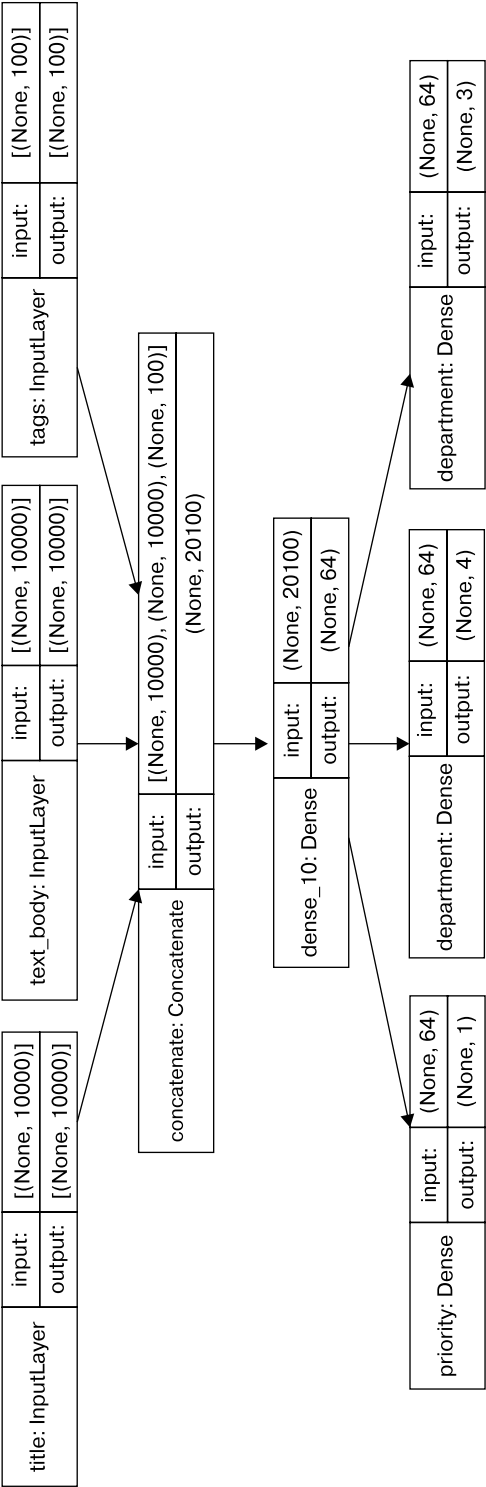 title: InputLayer
input:
[(None, 10000)]
output:
[(None, 10000)]
text_body: InputLayer
input:
[(None, 10000)]
output:
[(None, 10000)]
tags: InputLayer
input:
[(None, 100)]
output:
[(None, 100)]
concatenate: Concatenate
input:
[(None, 10000), (None, 10000), (None, 100)]
output:
(None, 20100)
dense_10: Dense
input:
(None, 20100)
output:
(None, 64)
priority: Dense
input:
(None, 64)
output:
(None, 1)
department: Dense
input:
(None, 64)
output:
(None, 4)
department: Dense
input:
(None, 64)
output:
(None, 3)